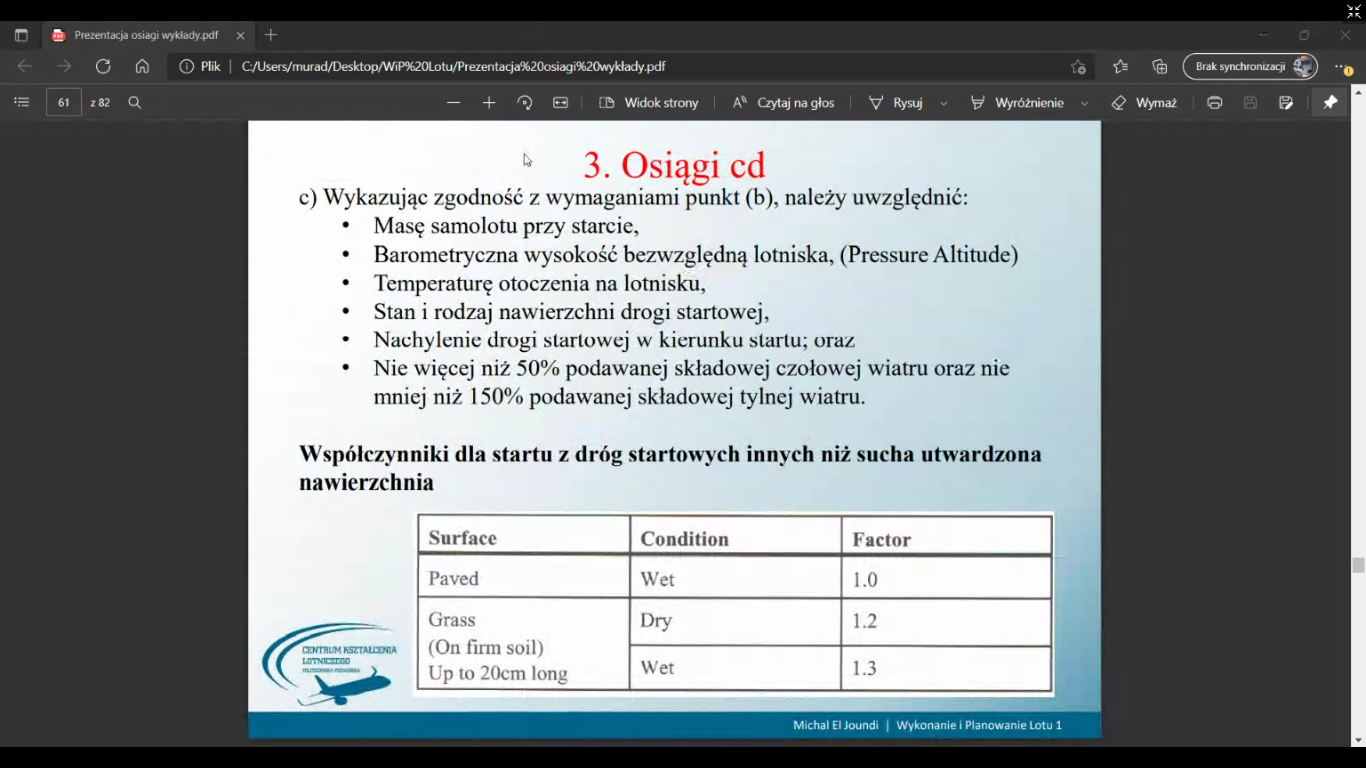 Prezentacja osiagi wykłady.pdf
Plik
C:/Users/murad/Desktop/WiP%20Lotu/Prezentacja%20osiagi%20wykłady.pdf
Brak synchronizacji
61 z 82
Widok strony
Czytaj na głos
Rysuj
Wyróżnienie
Wymaż
3. Osiągi cd
c) Wykazując zgodność z wymaganiami punkt (b), należy uwzględnić:
• Masę samolotu przy starcie,
• Barometryczna wysokość bezwzględną lotniska, (Pressure Altitude)
• Temperaturę otoczenia na lotnisku,
• Stan i rodzaj nawierzchni drogi startowej,
• Nachylenie drogi startowej w kierunku startu; oraz
• Nie więcej niż 50% podawanej składowej czołowej wiatru oraz nie
mniej niż 150% podawanej składowej tylnej wiatru.
Współczynniki dla startu z dróg startowych innych niż sucha utwardzona
nawierzchnia
Surface Condition Factor
Paved Wet 1.0
Grass Dry 1.2
(On firm soil)
Up to 20cm long Wet 1.3
CENTRUM KSZTAŁCENIA
LOTNICZEGO
POLITECHNIKA POZNAŃSKA
Michal El Joundi | Wykonanie i Planowanie Lotu 1